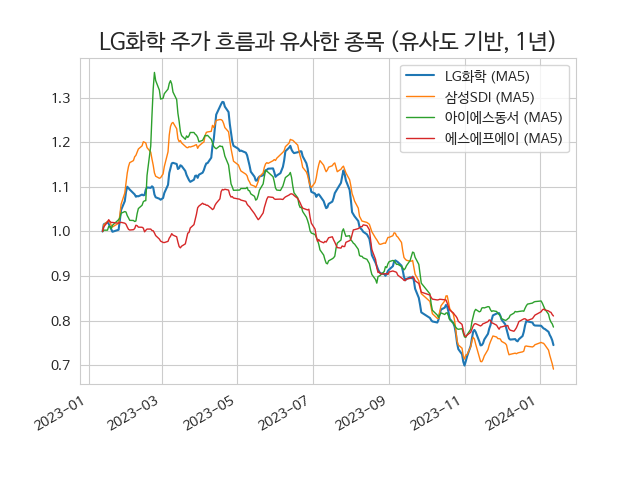 LG화학 주가 흐름과 유사한 종목 (유사도 기반, 1년)
LG화학 (MA5)
삼성SDI (MA5)
아이에스동서 (MA5)
에스에프에이 (MA5)
1.3
1.2
1.1
1.0
0.9
0.8
0.7
2023-01
2023-03
2023-05
2023-07
2023-09
2023-11
2024-01